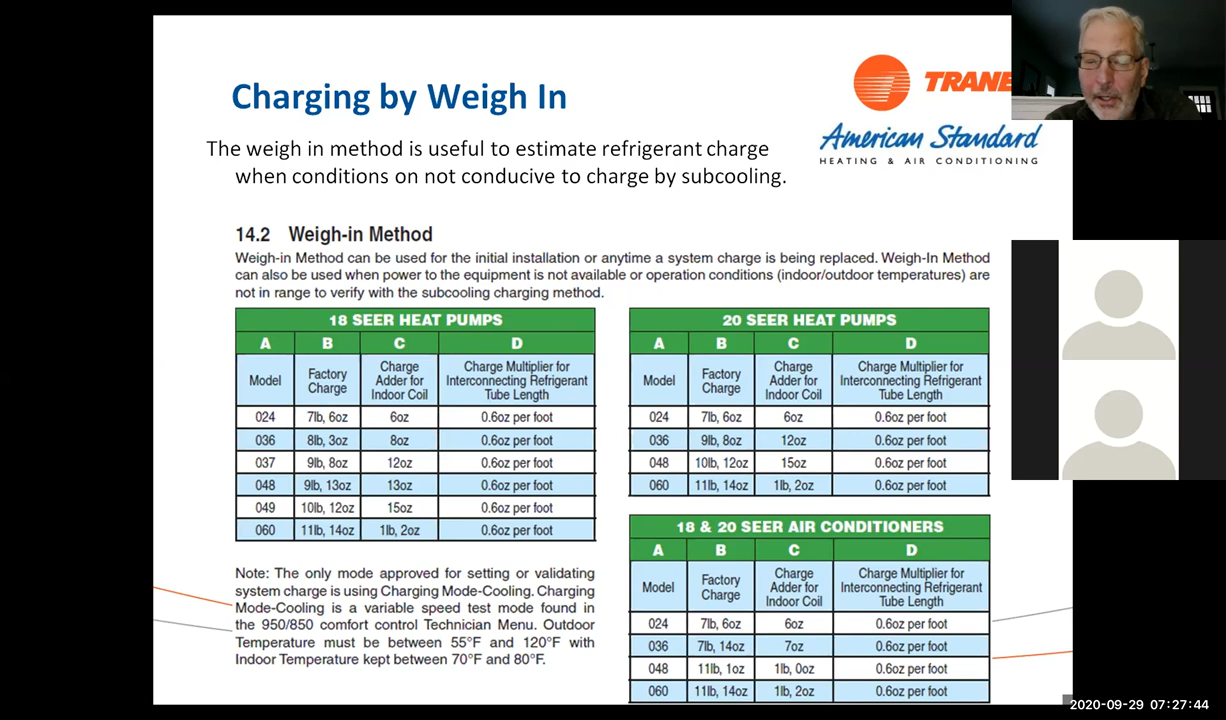 Charging by Weigh In
TRANE
American Standard
HEATING & AIR CONDITIONING
The weigh in method is useful to estimate refrigerant charge
when conditions on not conducive to charge by subcooling.
14.2 Weigh-in Method
Weigh-in Method can be used for the initial installation or anytime a system charge is being replaced. Weigh-In Method
can also be used when power to the equipment is not available or operation conditions (indoor/outdoor temperatures) are
not in range to verify with the subcooling charging method.
18 SEER HEAT PUMPS
A B C D
Model Factory Charge Charge Adder for Indoor Coil Charge Multiplier for Interconnecting Refrigerant Tube Length
024 7lb, 6oz 6oz 0.6oz per foot
036 8lb, 3oz 8oz 0.6oz per foot
037 9lb, 8oz 12oz 0.6oz per foot
048 9lb, 13oz 13oz 0.6oz per foot
049 10lb, 12oz 15oz 0.6oz per foot
060 11lb, 14oz 1lb, 2oz 0.6oz per foot
Note: The only mode approved for setting or validating
system charge is using Charging Mode-Cooling. Charging
Mode-Cooling is a variable speed test mode found in
the 950/850 comfort control Technician Menu. Outdoor
Temperature must be between 55°F and 120°F with
Indoor Temperature kept between 70°F and 80°F.
20 SEER HEAT PUMPS
A B C D
Model Factory Charge Charge Adder for Indoor Coil Charge Multiplier for Interconnecting Refrigerant Tube Length
024 7lb, 6oz 6oz 0.6oz per foot
036 9lb, 8oz 12oz 0.6oz per foot
048 10lb, 12oz 15oz 0.6oz per foot
060 11lb, 14oz 1lb, 2oz 0.6oz per foot
18 & 20 SEER AIR CONDITIONERS
A B C D
Model Factory Charge Charge Adder for Indoor Coil Charge Multiplier for Interconnecting Refrigerant Tube Length
024 7lb, 6oz 6oz 0.6oz per foot
036 7lb, 14oz 7oz 0.6oz per foot
048 11lb, 1oz 1lb, 0oz 0.6oz per foot
060 11lb, 14oz 1lb, 2oz 0.6oz per foot
2020-09-29 07:27:44